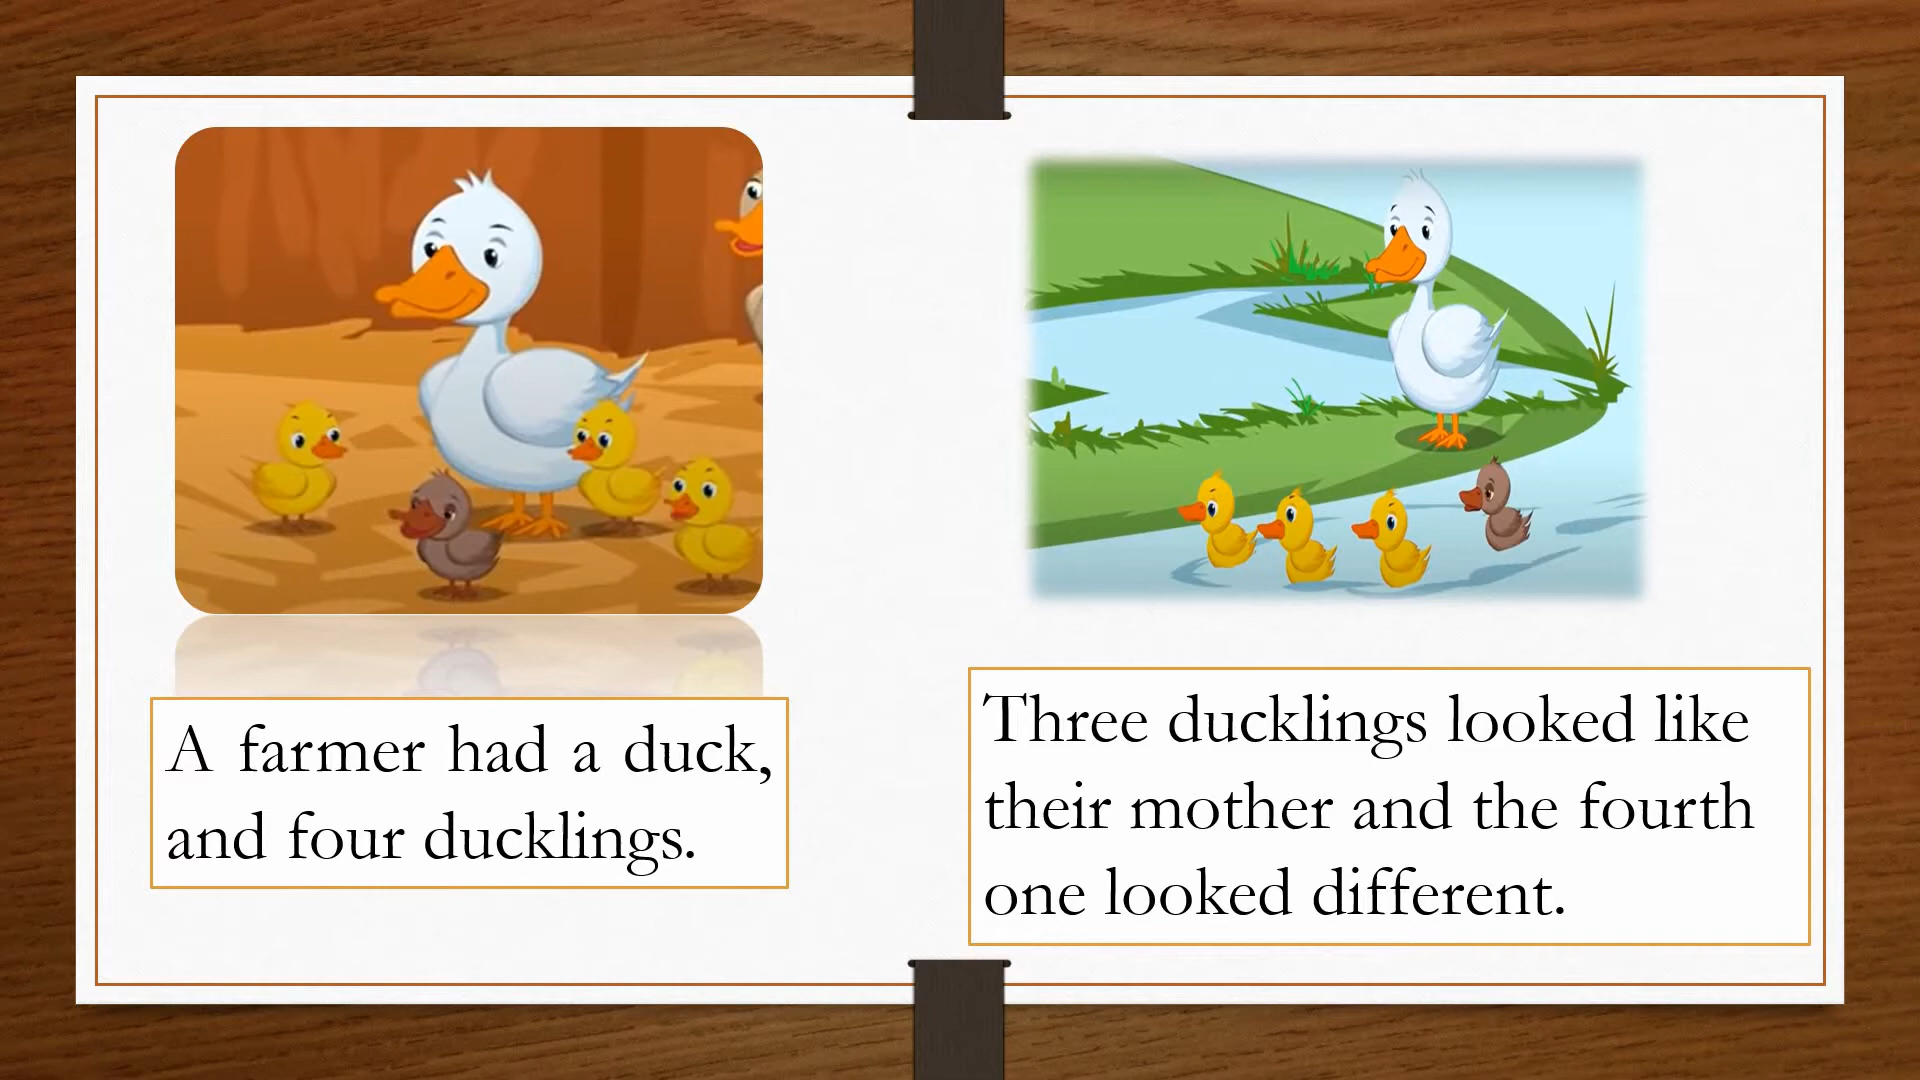 A farmer had a duck,
and four ducklings.
Three ducklings looked like
their mother and the fourth
one looked different.